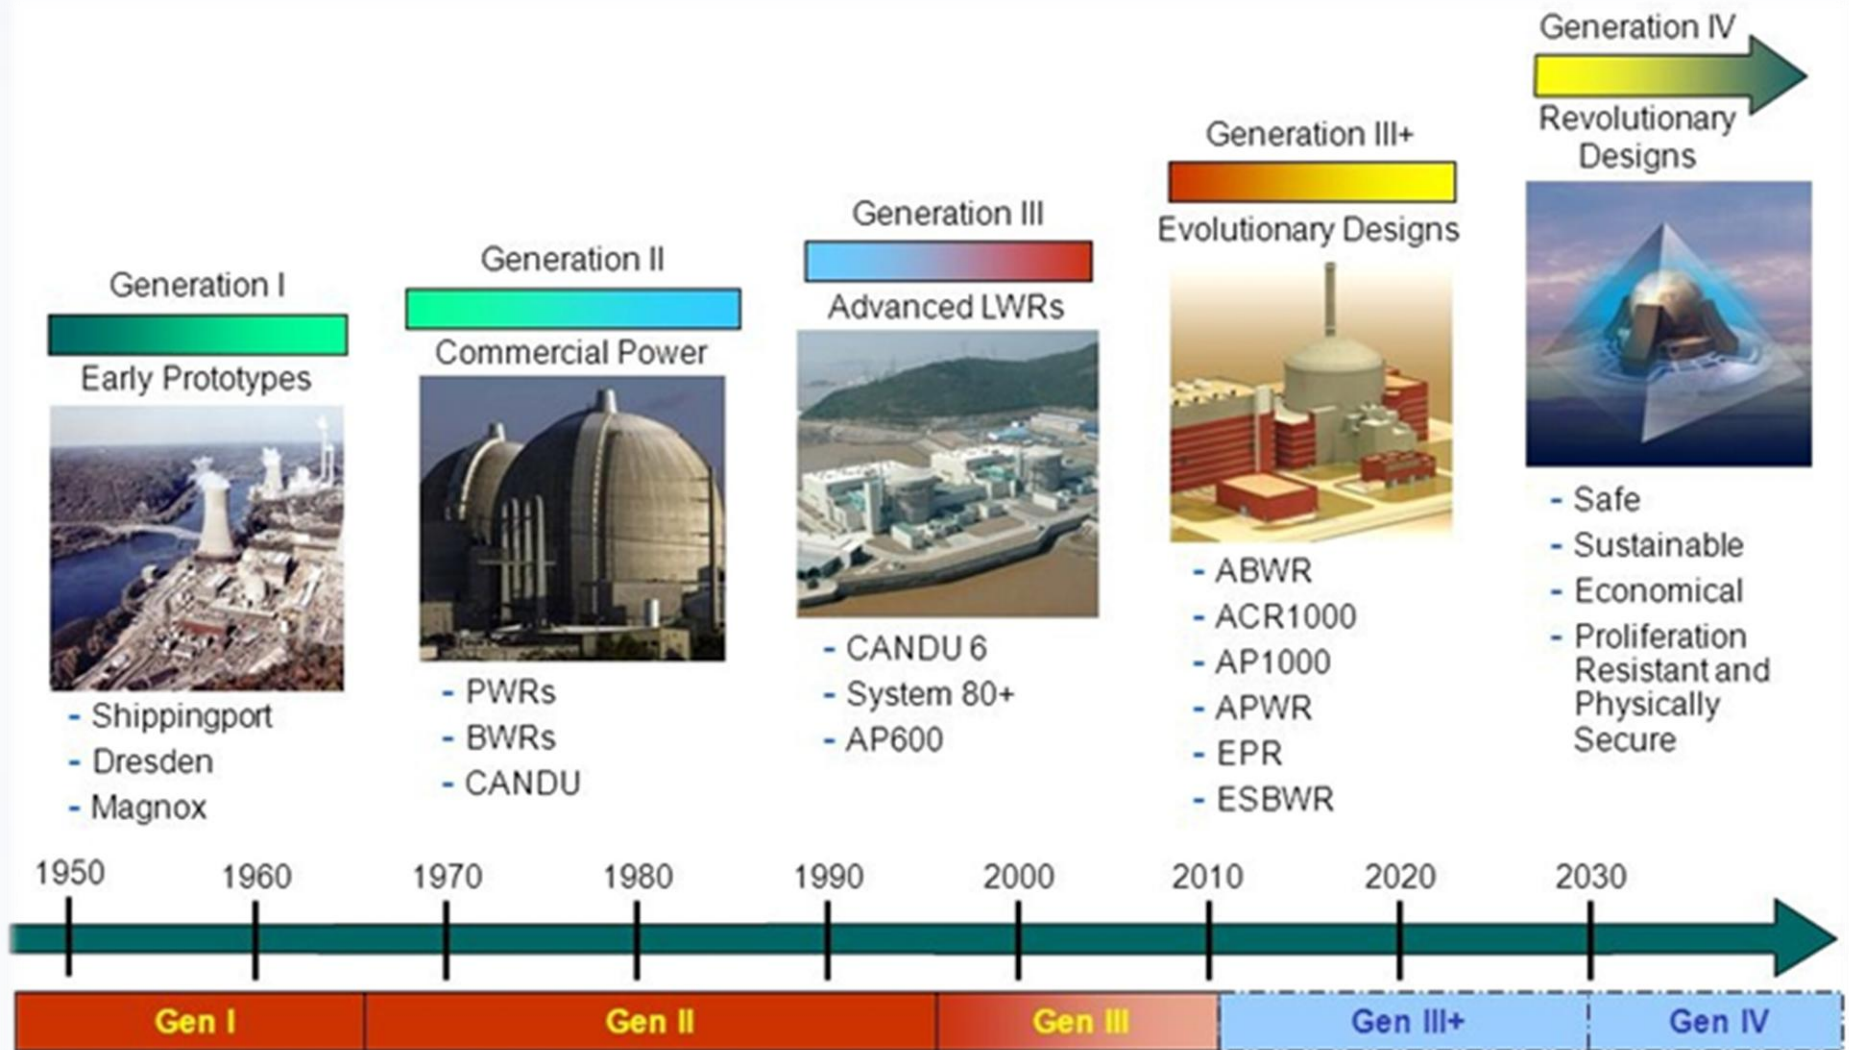 Generation I
Early Prototypes
- Shippingport
- Dresden
- Magnox
Generation II
Commercial Power
- PWRs
- BWRs
- CANDU
Generation III
Advanced LWRs
- CANDU 6
- System 80+
- AP600
Generation III+
Evolutionary Designs
- ABWR
- ACR1000
- AP1000
- APWR
- EPR
- ESBWR
Generation IV
Revolutionary
Designs
- Safe
- Sustainable
- Economical
- Proliferation
Resistant and
Physically
Secure
1950 1960 1970 1980 1990 2000 2010 2020 2030
Gen I Gen II Gen III Gen III+ Gen IV